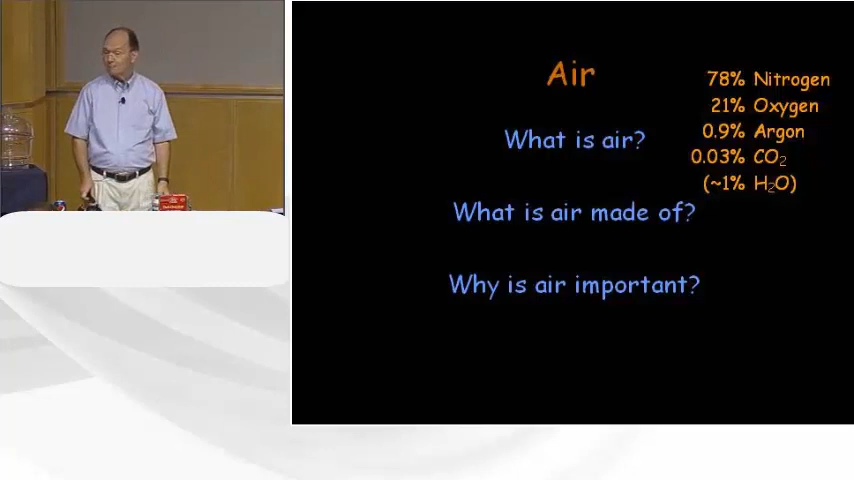 Air
78% Nitrogen
21% Oxygen
0.9% Argon
0.03% CO₂
(~1% H₂O)
What is air?
What is air made of?
Why is air important?